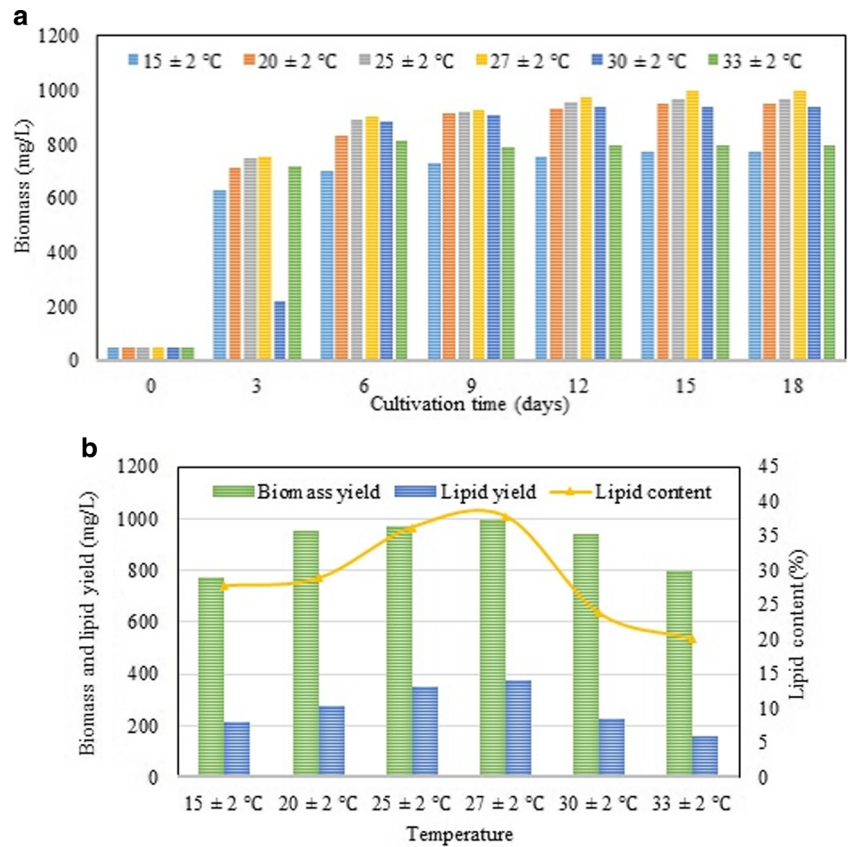 a
1200
15 ± 2 °C 20 ± 2 °C 25 ± 2 °C 27 ± 2 °C 30 ± 2 °C 33 ± 2 °C
1000
800
600
400
200
0
Biomass (mg/L)
0 3 6 9 12 15 18
Cultivation time (days)
b
1200 45
Biomass yield Lipid yield Lipid content
40
1000
35
800 30
25
600
20
400 15
10
200
5
0 0
Biomass and lipid yield (mg/L)
Lipid content(%)
15 ± 2 °C 20 ± 2 °C 25 ± 2 °C 27 ± 2 °C 30 ± 2 °C 33 ± 2 °C
Temperature